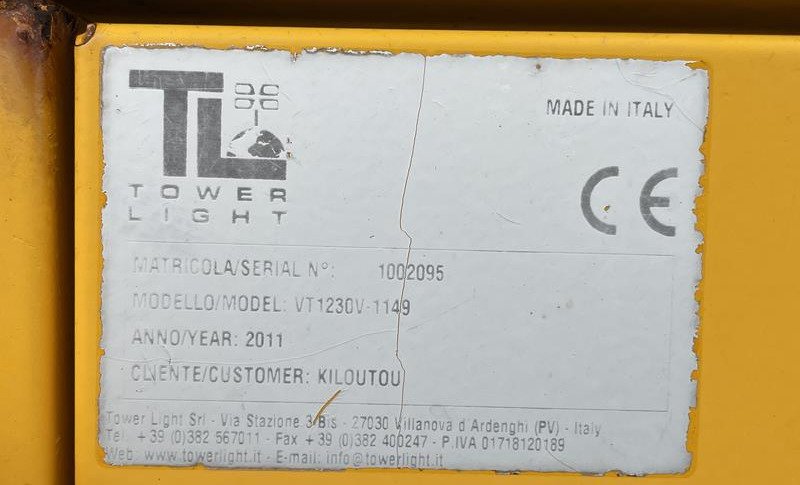 TL
TOWER
LIGHT
MADE IN ITALY
CE
MATRICOLA/SERIAL N°: 1002095
MODELLO/MODEL: VT1230V-1149
ANNO/YEAR: 2011
CLIENTE/CUSTOMER: KILOUTOU
Tower Light Srl - Via Stazione 3 Bis - 27030 Villanova d Ardenghi (PV) - Italy
Tel. +39 (0)382 567011 - Fax +39 (0)382 400247 - P.IVA 01718120189
Web: www.towerlight.it - E-mail: info@towerlight.it